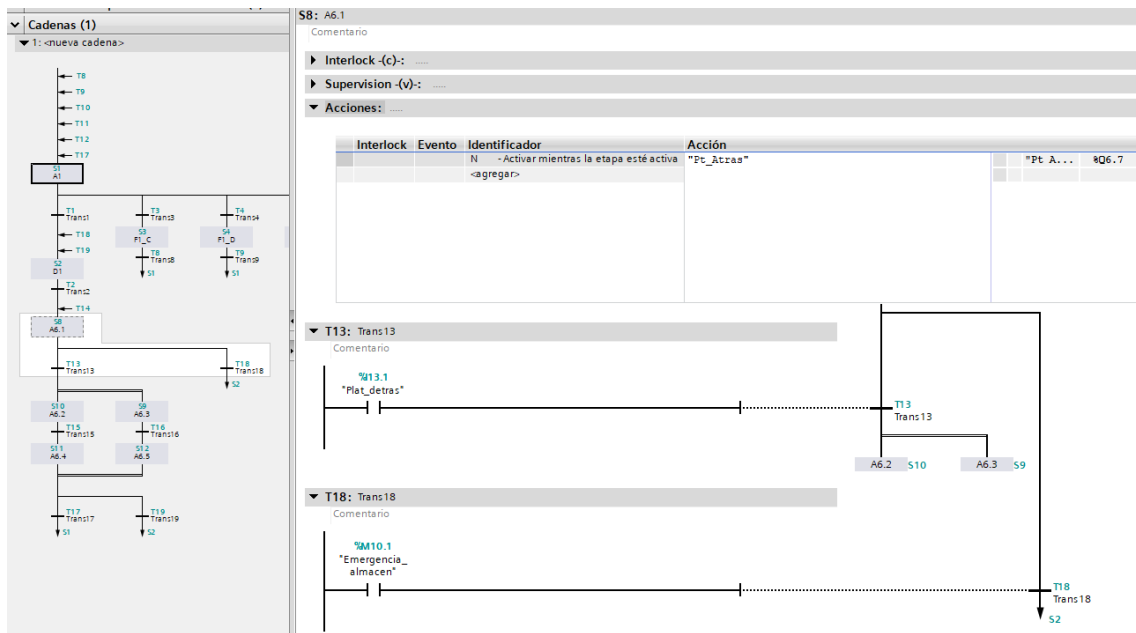 Cadenas (1)
1: <nueva cadena>
T8
T9
T10
T11
T12
T17
S1
A1
T1
Trans1
T3
Trans3
T4
Trans4
T18
T19
S3
F1_C
S4
F1_D
T8
Trans8
T9
Trans9
S2
D1
S1
S1
T2
Trans2
T14
S8
A6.1
T13
Trans13
T18
Trans18
S2
S10
A6.2
S9
A6.3
T15
Trans15
T16
Trans16
S11
A6.4
S12
A6.5
T17
Trans17
T19
Trans19
S1
S2
S8: A6.1
Comentario
Interlock -(c)-: .....
Supervision -(v)-: .....
Acciones: .....
Interlock Evento Identificador Acción
N - Activar mientras la etapa esté activa "Pt_Atras" "Pt A... %Q6.7
<agregar>
T13: Trans13
Comentario
%I13.1
"Plat_detras"
T13
Trans13
A6.2 S10 A6.3 S9
T18: Trans18
Comentario
%M10.1
"Emergencia_
almacen"
T18
Trans18
S2